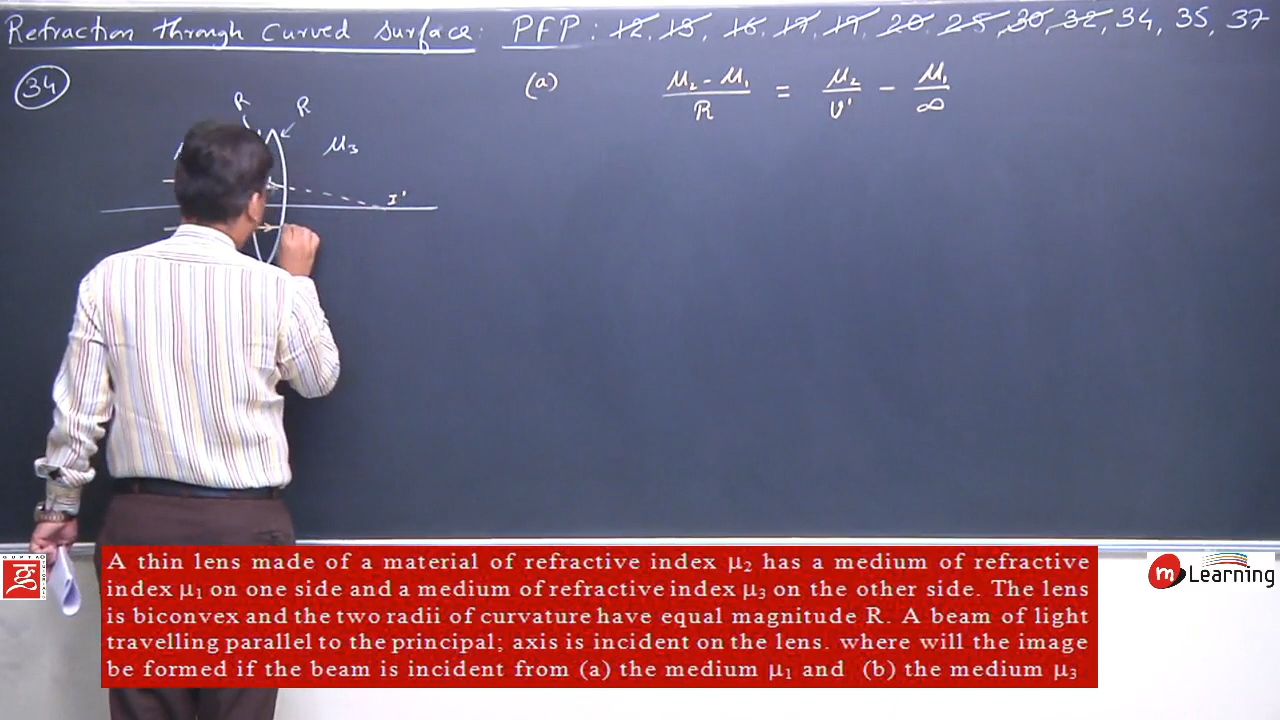 Refraction through Curved surface: PFP: 12, 15, 16, 17, 19, 20, 25, 30, 32, 34, 35, 37
34
(a) μ₂ - μ₁ / R = μ₂ / v' - μ₁ / ∞
R R
μ₃
I'
A thin lens made of a material of refractive index μ₂ has a medium of refractive
index μ₁ on one side and a medium of refractive index μ₃ on the other side. The lens
is biconvex and the two radii of curvature have equal magnitude R. A beam of light
travelling parallel to the principal; axis is incident on the lens. where will the image
be formed if the beam is incident from (a) the medium μ₁ and (b) the medium μ₃
GUPTA
m Learning